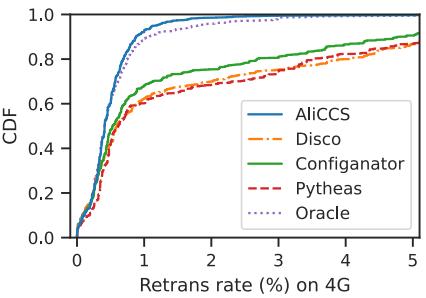 1.0
0.8
0.6
0.4
0.2
0.0
CDF
AliCCS
Disco
Configanator
Pytheas
Oracle
0 1 2 3 4 5
Retrans rate (%) on 4G